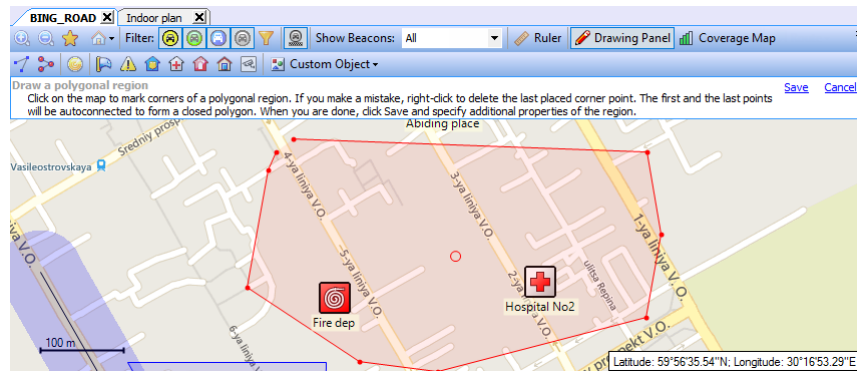 BING_ROAD X Indoor plan X
Filter: Show Beacons: All Ruler Drawing Panel Coverage Map
Custom Object
Draw a polygonal region
Save Cancel
Click on the map to mark corners of a polygonal region. If you make a mistake, right-click to delete the last placed corner point. The first and the last points
will be autoconnected to form a closed polygon. When you are done, click Save and specify additional properties of the region.
Abiding place
Sredniy prosp
Vasileostrovskaya
4-ya liniya V.O.
3-ya liniya V.O.
1-ya liniya V.O.
iniya V.O.
5-ya liniya V.O.
2-ya liniya V.O.
ulitsa Repina
Hospital No2
Fire dep
6-ya liniya V.O.
100 m
prospekt V.O.
Latitude: 59°56'35.54"N; Longitude: 30°16'53.29"E